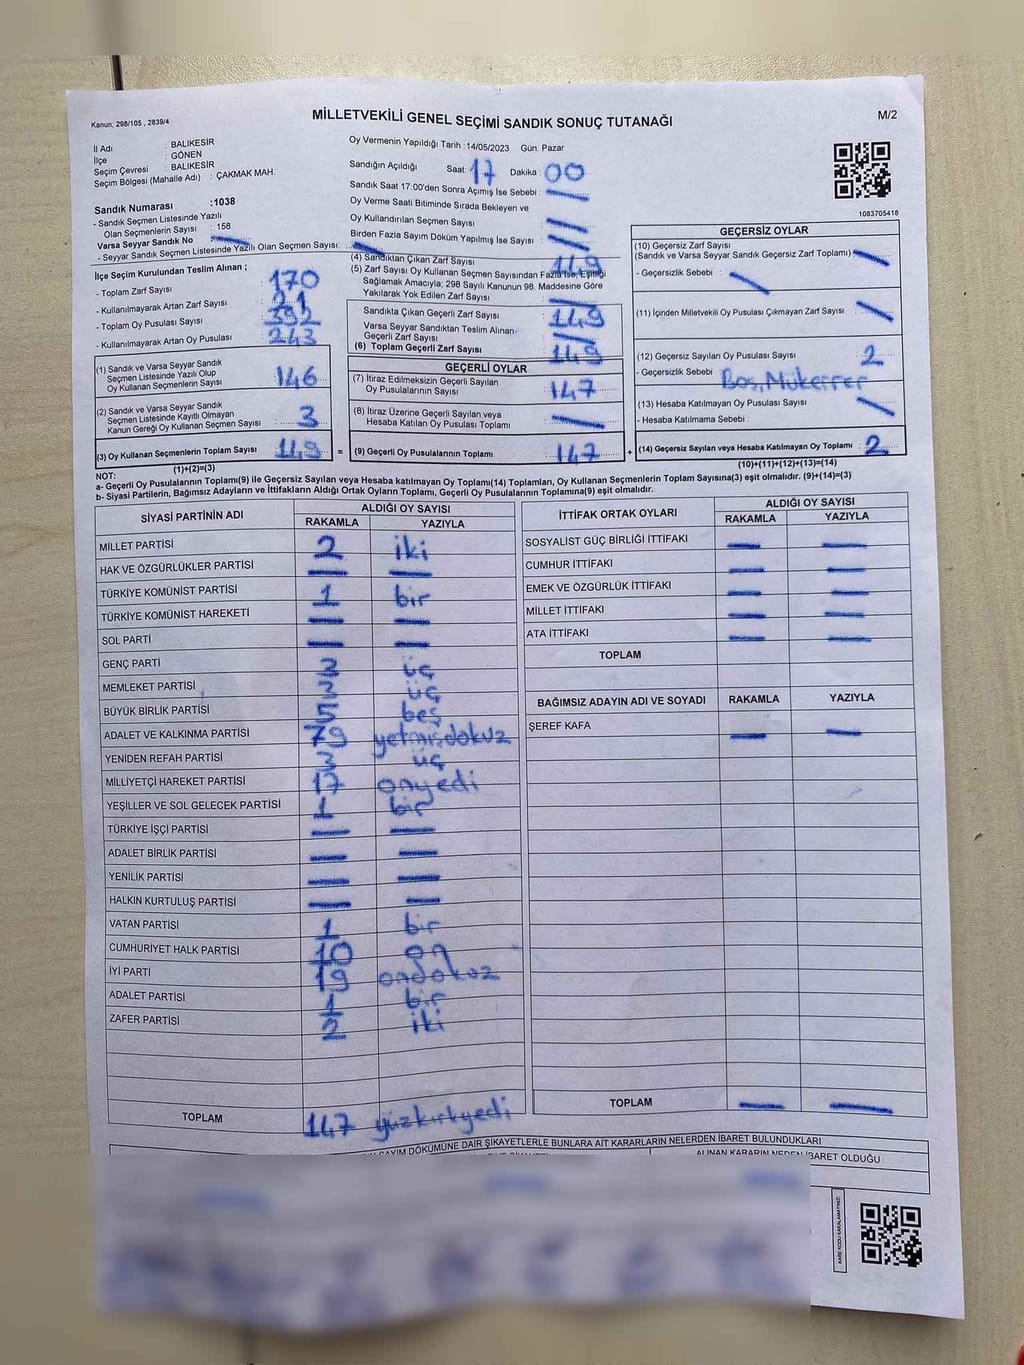 Kanun; 298/105 , 2839/4
MİLLETVEKİLİ GENEL SEÇİMİ SANDIK SONUÇ TUTANAĞI
M/2
İl Adı : BALIKESİR
İlçe : GÖNEN
Seçim Çevresi : BALIKESİR
Seçim Bölgesi (Mahalle Adı) : ÇAKMAK MAH.
Sandık Numarası :1038
- Sandık Seçmen Listesinde Yazılı
Olan Seçmenlerin Sayısı : 158
Varsa Seyyar Sandık No :
- Seyyar Sandık Seçmen Listesinde Yazılı Olan Seçmen Sayısı:
İlçe Seçim Kurulundan Teslim Alınan ;
- Toplam Zarf Sayısı : 170
- Kullanılmayarak Artan Zarf Sayısı : 21
- Toplam Oy Pusulası Sayısı : 392
- Kullanılmayarak Artan Oy Pusulası : 243
(1) Sandık ve Varsa Seyyar Sandık
Seçmen Listesinde Yazılı Olup
Oy Kullanan Seçmenlerin Sayısı : 146
(2) Sandık ve Varsa Seyyar Sandık
Seçmen Listesinde Kayıtlı Olmayan
Kanun Gereği Oy Kullanan Seçmen Sayısı : 3
(3) Oy Kullanan Seçmenlerin Toplam Sayısı : 149
(1)+(2)=(3)
Oy Vermenin Yapıldığı Tarih : 14/05/2023 Gün: Pazar
Sandığın Açıldığı Saat: 17 Dakika : 00
Sandık Saat 17:00'den Sonra Açımış İse Sebebi :
Oy Verme Saati Bitiminde Sırada Bekleyen ve
Oy Kullandırılan Seçmen Sayısı :
Birden Fazla Sayım Döküm Yapılmış İse Sayısı :
(4) Sandıktan Çıkan Zarf Sayısı : 149
(5) Zarf Sayısı Oy Kullanan Seçmen Sayısından Fazla İse, Eşitliği
Sağlamak Amacıyla; 298 Sayılı Kanunun 98. Maddesine Göre
Yakılarak Yok Edilen Zarf Sayısı :
Sandıkta Çıkan Geçerli Zarf Sayısı : 149
Varsa Seyyar Sandıktan Teslim Alınan
Geçerli Zarf Sayısı :
(6) Toplam Geçerli Zarf Sayısı : 149
GEÇERLİ OYLAR
(7) İtiraz Edilmeksizin Geçerli Sayılan
Oy Pusulalarının Sayısı : 147
(8) İtiraz Üzerine Geçerli Sayılan veya
Hesaba Katılan Oy Pusulası Toplamı :
= (9) Geçerli Oy Pusulalarının Toplamı : 147
1083705418
GEÇERSİZ OYLAR
(10) Geçersiz Zarf Sayısı
(Sandık ve Varsa Seyyar Sandık Geçersiz Zarf Toplamı) :
- Geçersizlik Sebebi :
(11) İçinden Milletvekili Oy Pusulası Çıkmayan Zarf Sayısı :
(12) Geçersiz Sayılan Oy Pusulası Sayısı : 2
- Geçersizlik Sebebi : Boş, Mükerrer
(13) Hesaba Katılmayan Oy Pusulası Sayısı :
- Hesaba Katılmama Sebebi :
+ (14) Geçersiz Sayılan veya Hesaba Katılmayan Oy Toplamı : 2
(10)+(11)+(12)+(13)=(14)
NOT:
a- Geçerli Oy Pusulalarının Toplamı(9) ile Geçersiz Sayılan veya Hesaba katılmayan Oy Toplamı(14) Toplamları, Oy Kullanan Seçmenlerin Toplam Sayısına(3) eşit olmalıdır. (9)+(14)=(3)
b- Siyasi Partilerin, Bağımsız Adayların ve İttifakların Aldığı Ortak Oyların Toplamı, Geçerli Oy Pusulalarının Toplamına(9) eşit olmalıdır.
SİYASİ PARTİNİN ADI ALDIĞI OY SAYISI
RAKAMLA YAZIYLA
MİLLET PARTİSİ 2 iki
HAK VE ÖZGÜRLÜKLER PARTİSİ
TÜRKİYE KOMÜNİST PARTİSİ 1 bir
TÜRKİYE KOMÜNİST HAREKETİ
SOL PARTİ
GENÇ PARTİ 3 üç
MEMLEKET PARTİSİ 3 üç
BÜYÜK BİRLİK PARTİSİ 5 beş
ADALET VE KALKINMA PARTİSİ 79 yetmişdokuz
YENİDEN REFAH PARTİSİ 3 üç
MİLLİYETÇİ HAREKET PARTİSİ 17 onyedi
YEŞİLLER VE SOL GELECEK PARTİSİ 1 bir
TÜRKİYE İŞÇİ PARTİSİ
ADALET BİRLİK PARTİSİ
YENİLİK PARTİSİ
HALKIN KURTULUŞ PARTİSİ
VATAN PARTİSİ 1 bir
CUMHURİYET HALK PARTİSİ 10 on
İYİ PARTİ 19 ondokuz
ADALET PARTİSİ 1 bir
ZAFER PARTİSİ 2 iki
TOPLAM 147 yüzkırkyedi
İTTİFAK ORTAK OYLARI ALDIĞI OY SAYISI
RAKAMLA YAZIYLA
SOSYALİST GÜÇ BİRLİĞİ İTTİFAKI
CUMHUR İTTİFAKI
EMEK VE ÖZGÜRLÜK İTTİFAKI
MİLLET İTTİFAKI
ATA İTTİFAKI
TOPLAM
BAĞIMSIZ ADAYIN ADI VE SOYADI RAKAMLA YAZIYLA
ŞEREF KAFA
TOPLAM
SAYIM DÖKÜMÜNE DAİR ŞİKAYETLERLE BUNLARA AİT KARARLARIN NELERDEN İBARET BULUNDUKLARI
ALINAN KARARIN NEDEN İBARET OLDUĞU